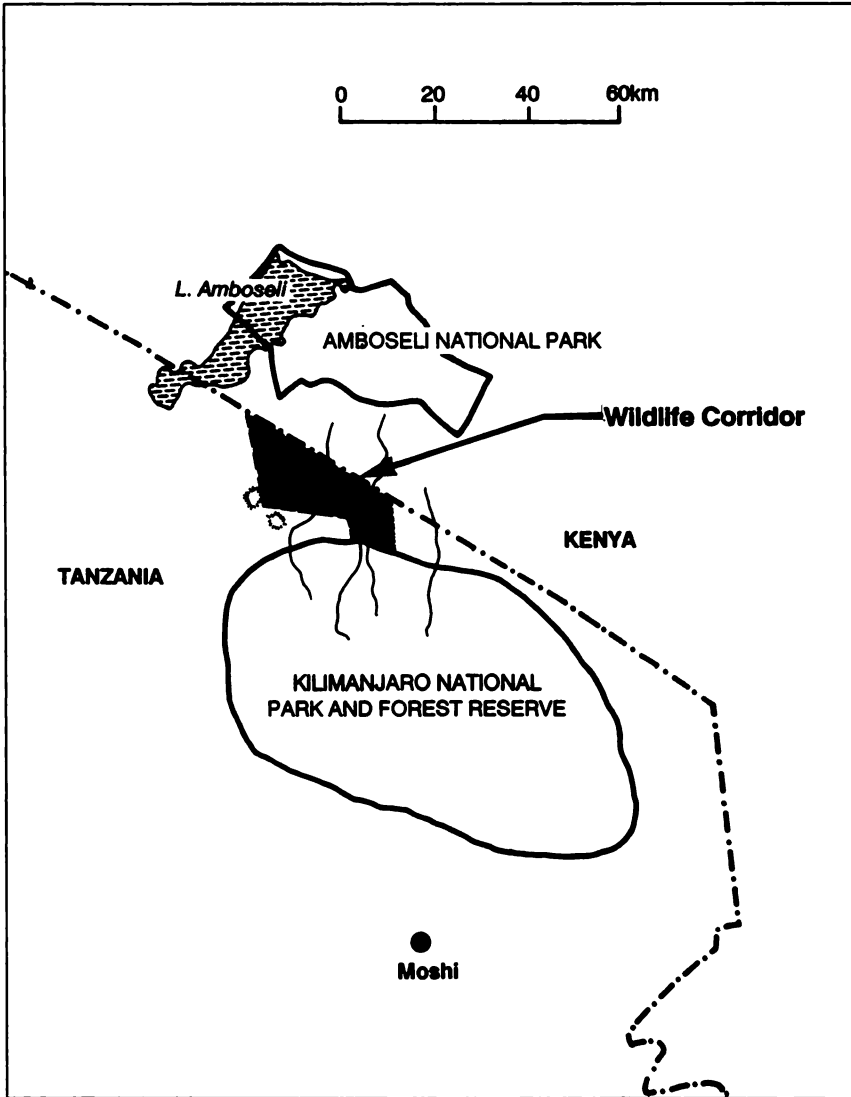 0 20 40 60km
L. Amboseli
AMBOSELI NATIONAL PARK
Wildlife Corridor
KENYA
TANZANIA
KILIMANJARO NATIONAL
PARK AND FOREST RESERVE
Moshi